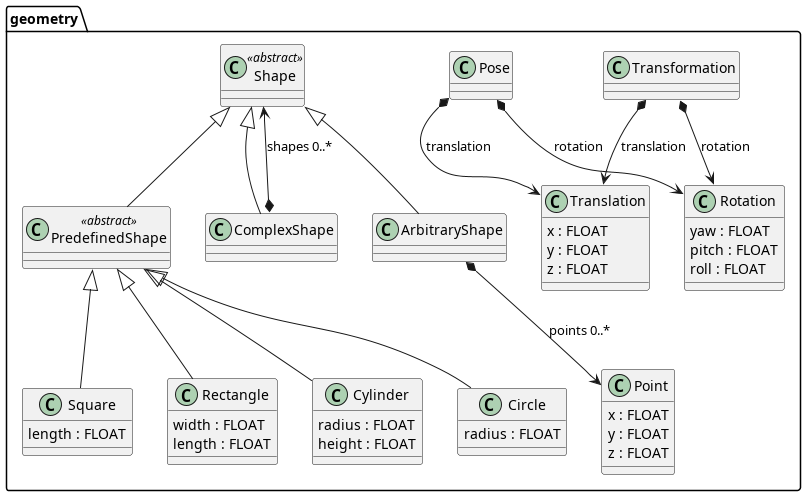 geometry
C «abstract»
Shape
C Pose
C Transformation
shapes 0..*
translation
rotation
translation
rotation
C «abstract»
PredefinedShape
C ComplexShape
C ArbitraryShape
C Translation
x : FLOAT
y : FLOAT
z : FLOAT
C Rotation
yaw : FLOAT
pitch : FLOAT
roll : FLOAT
points 0..*
C Square
length : FLOAT
C Rectangle
width : FLOAT
length : FLOAT
C Cylinder
radius : FLOAT
height : FLOAT
C Circle
radius : FLOAT
C Point
x : FLOAT
y : FLOAT
z : FLOAT